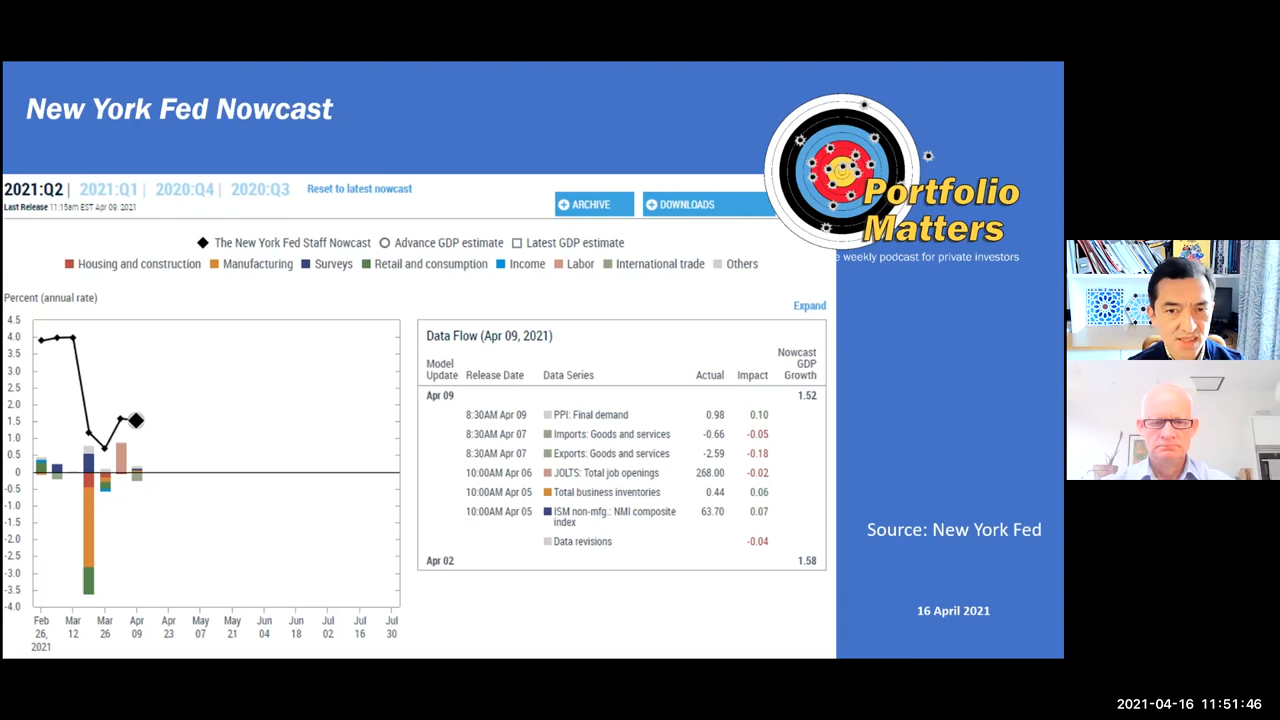 New York Fed Nowcast
Portfolio
Matters
e weekly podcast for private investors
2021:Q2 | 2021:Q1 | 2020:Q4 | 2020:Q3 Reset to latest nowcast
Last Release 11:15am EST Apr 09, 2021
ARCHIVE DOWNLOADS
The New York Fed Staff Nowcast Advance GDP estimate Latest GDP estimate
Housing and construction Manufacturing Surveys Retail and consumption Income Labor International trade Others
Percent (annual rate)
Expand
4.5
4.0
3.5
3.0
2.5
2.0
1.5
1.0
0.5
0
-0.5
-1.0
-1.5
-2.0
-2.5
-3.0
-3.5
-4.0
Feb Mar Mar Apr Apr May May Jun Jun Jul Jul Jul
26, 12 26 09 23 07 21 04 18 02 16 30
2021
Data Flow (Apr 09, 2021)
Model Update Release Date Data Series Actual Impact Nowcast GDP Growth
Apr 09 1.52
8:30AM Apr 09 PPI: Final demand 0.98 0.10
8:30AM Apr 07 Imports: Goods and services -0.66 -0.05
8:30AM Apr 07 Exports: Goods and services -2.59 -0.18
10:00AM Apr 06 JOLTS: Total job openings 268.00 -0.02
10:00AM Apr 05 Total business inventories 0.44 0.06
10:00AM Apr 05 ISM non-mfg.: NMI composite 63.70 0.07
index
Data revisions -0.04
Apr 02 1.58
Source: New York Fed
16 April 2021
2021-04-16 11:51:46